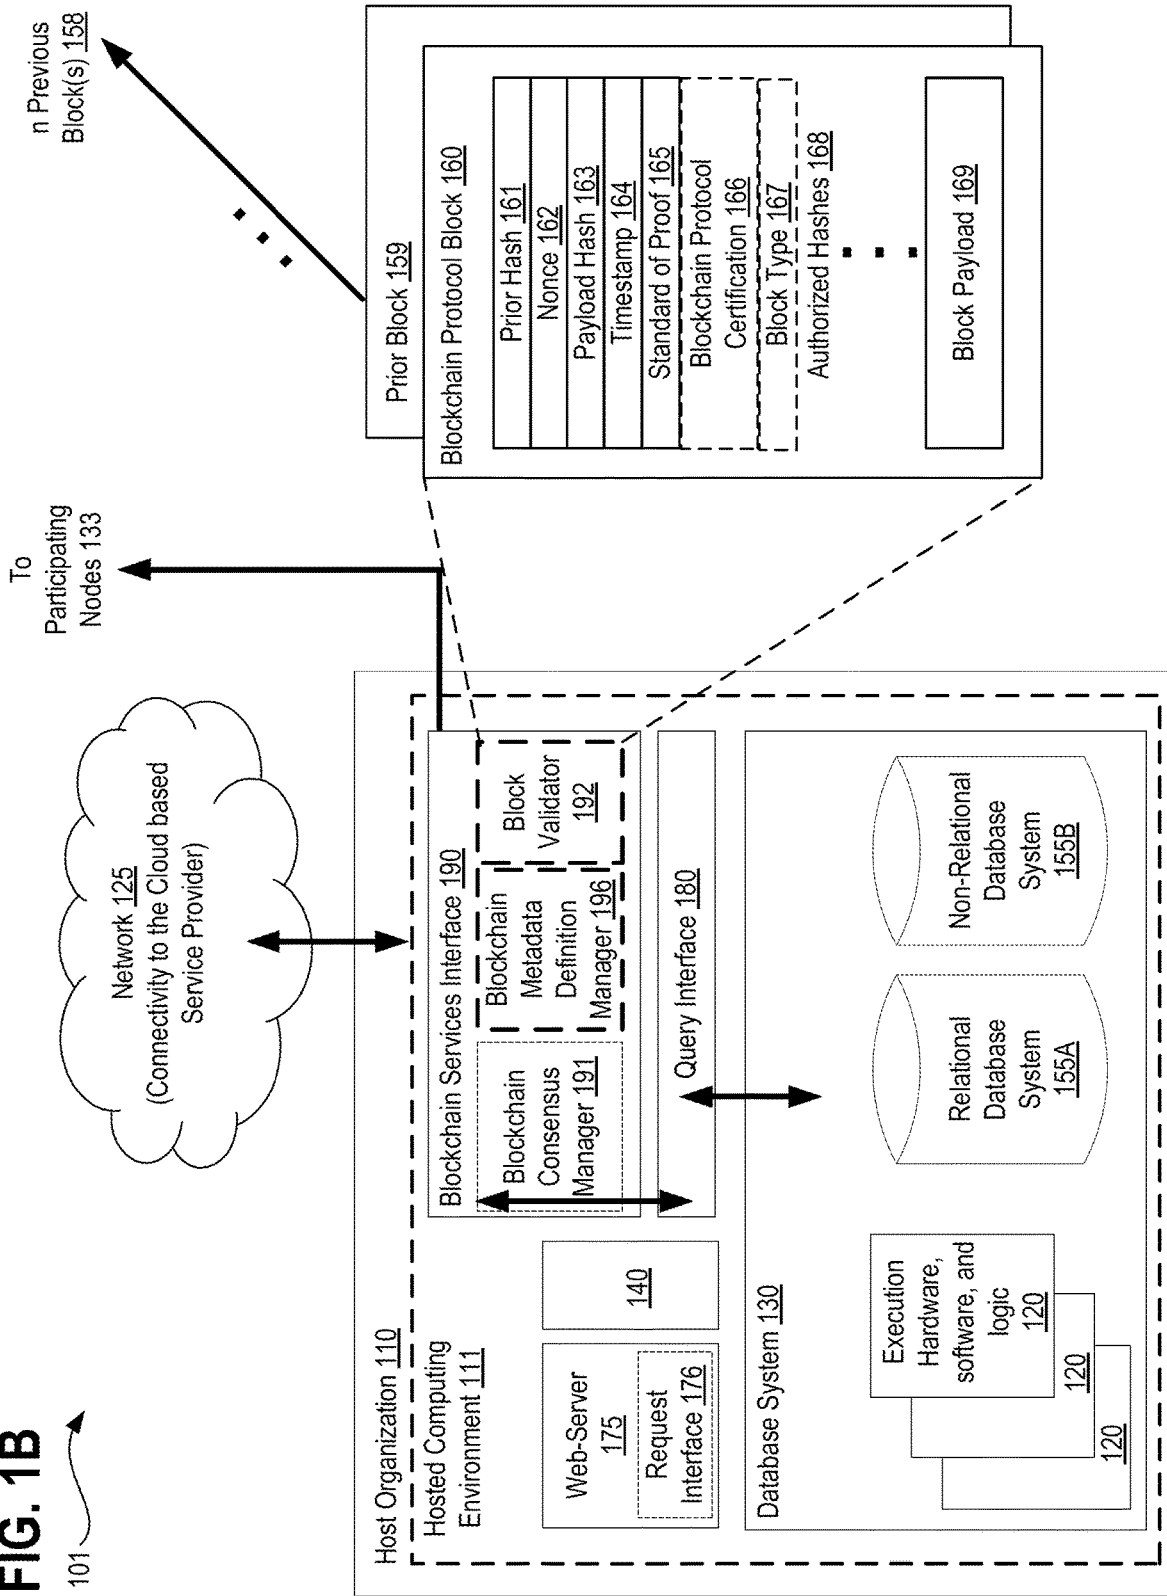 FIG. 1B
101
n Previous
Block(s) 158
To
Participating
Nodes 133
Network 125
(Connectivity to the Cloud based
Service Provider)
Prior Block 159
Blockchain Protocol Block 160
Prior Hash 161
Nonce 162
Payload Hash 163
Timestamp 164
Standard of Proof 165
Blockchain Protocol
Certification 166
Block Type 167
Authorized Hashes 168
Block Payload 169
Host Organization 110
Hosted Computing
Environment 111
Blockchain Services Interface 190
Blockchain
Consensus
Manager 191
Blockchain
Metadata
Definition
Manager 196
Block
Validator
192
Web-Server
175
Request
Interface 176
140
Query Interface 180
Database System 130
Execution
Hardware,
software, and
logic
120
120
120
Relational
Database
System
155A
Non-Relational
Database
System
155B